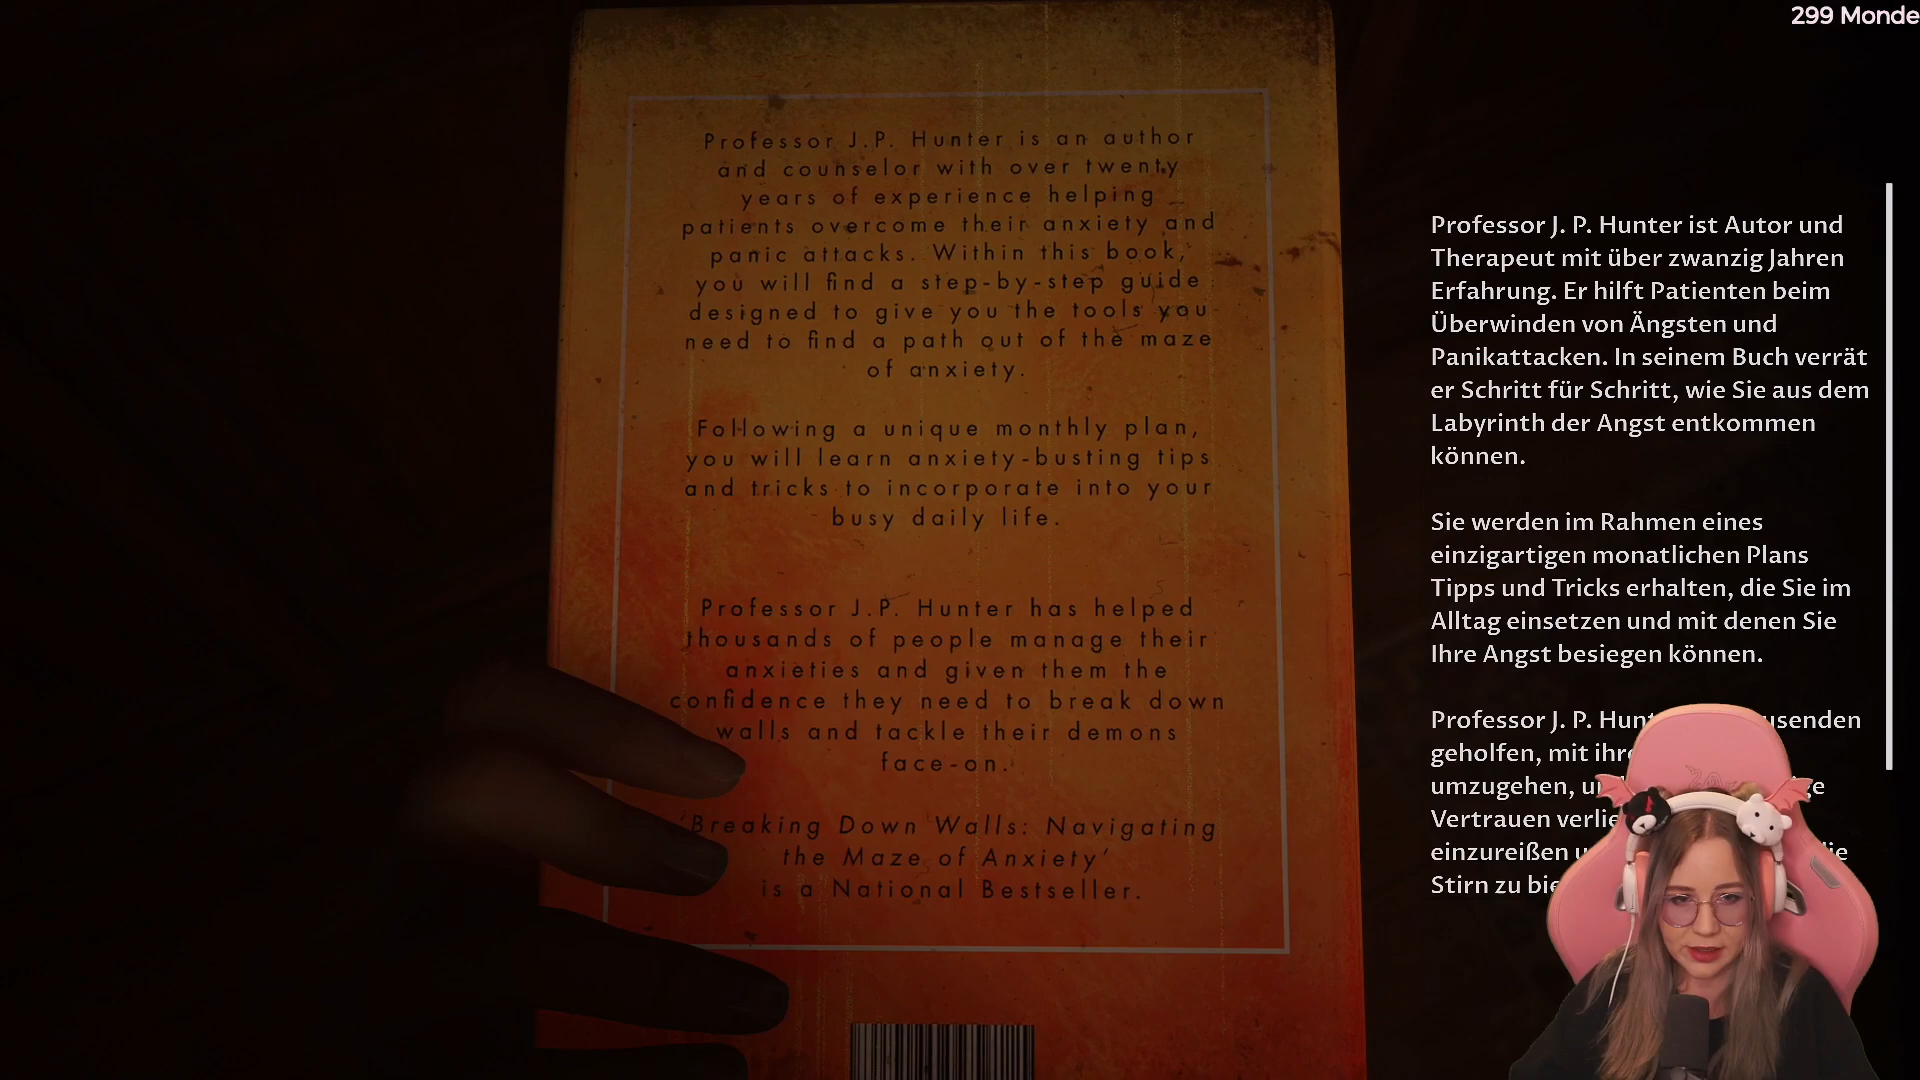 299 Monde
Professor J.P. Hunter is an author
and counselor with over twenty
years of experience helping
patients overcome their anxiety and
panic attacks. Within this book,
you will find a step-by-step guide
designed to give you the tools you
need to find a path out of the maze
of anxiety.
Following a unique monthly plan,
you will learn anxiety-busting tips
and tricks to incorporate into your
busy daily life.
Professor J.P. Hunter has helped
thousands of people manage their
anxieties and given them the
confidence they need to break down
walls and tackle their demons
face-on.
'Breaking Down Walls: Navigating
the Maze of Anxiety'
is a National Bestseller.
Professor J. P. Hunter ist Autor und
Therapeut mit über zwanzig Jahren
Erfahrung. Er hilft Patienten beim
Überwinden von Ängsten und
Panikattacken. In seinem Buch verrät
er Schritt für Schritt, wie Sie aus dem
Labyrinth der Angst entkommen
können.
Sie werden im Rahmen eines
einzigartigen monatlichen Plans
Tipps und Tricks erhalten, die Sie im
Alltag einsetzen und mit denen Sie
Ihre Angst besiegen können.
Professor J. P.
geholfen, mit
umzugehen,
Vertrauen
einzureißen
Stirn zu